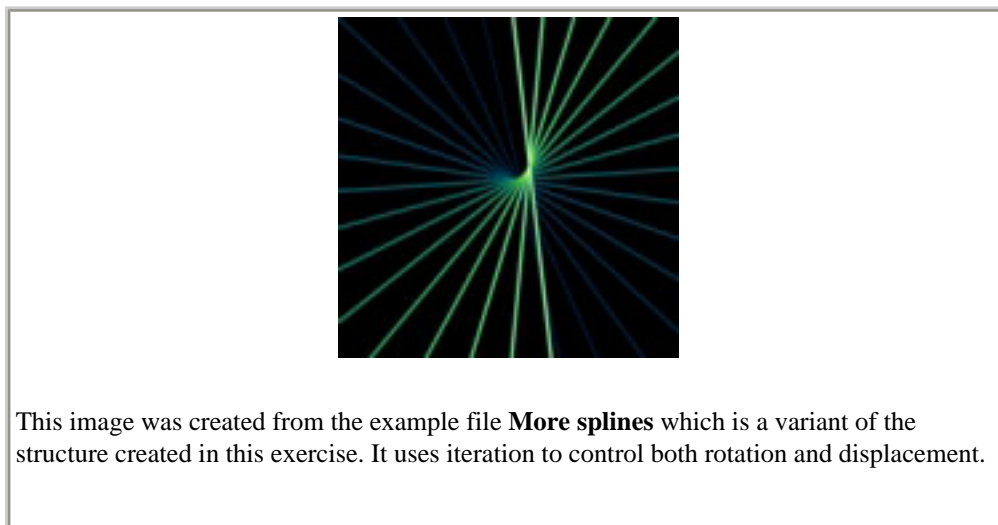 This image was created from the example file More splines which is a variant of the
structure created in this exercise. It uses iteration to control both rotation and displacement.